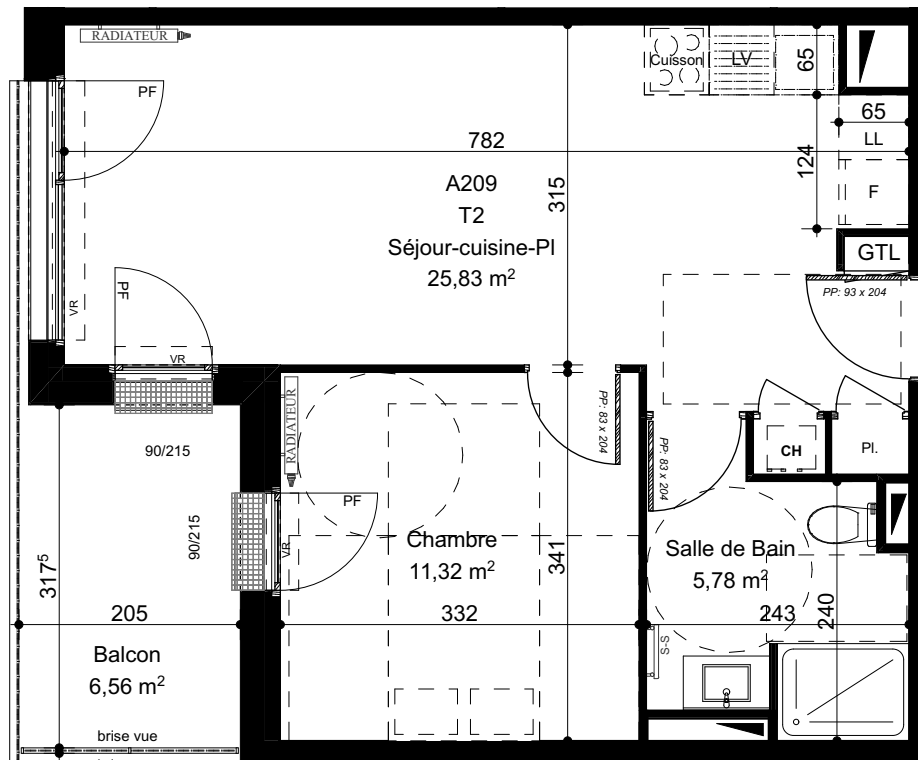 RADIATEUR
Cuisson
LV
65
PF
65
LL
782
124
A209
T2
315
F
Séjour-cuisine-Pl
25,83 m²
GTL
PF
VR
PP: 93 x 204
VR
RADIATEUR
PP: 83 x 204
PP: 83 x 204
CH
Pl.
90/215
90/215
PF
VR
Chambre
11,32 m²
341
Salle de Bain
5,78 m²
317⁵
205
332
243
240
S-S
Balcon
6,56 m²
brise vue